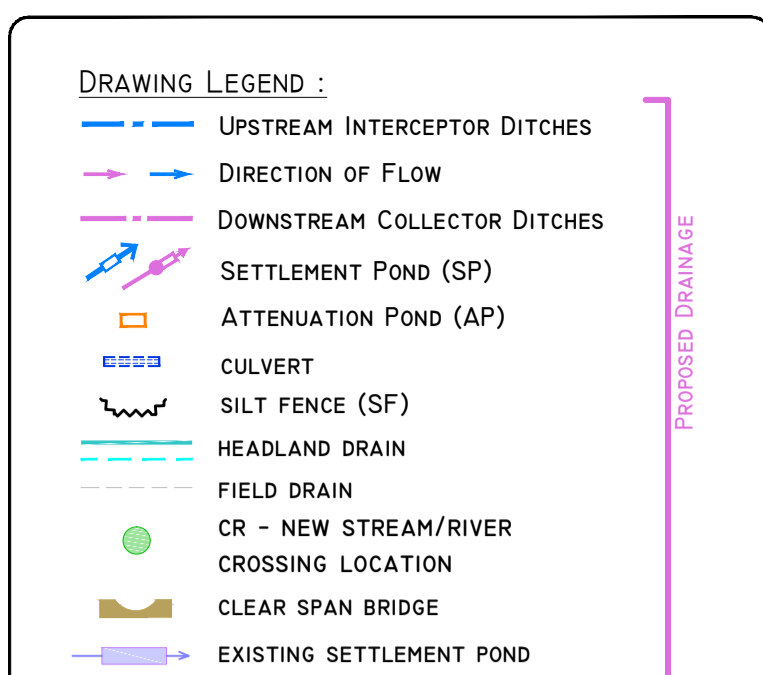 DRAWING LEGEND :
UPSTREAM INTERCEPTOR DITCHES
DIRECTION OF FLOW
DOWNSTREAM COLLECTOR DITCHES
SETTLEMENT POND (SP)
ATTENUATION POND (AP)
CULVERT
SILT FENCE (SF)
HEADLAND DRAIN
FIELD DRAIN
CR - NEW STREAM/RIVER
CROSSING LOCATION
CLEAR SPAN BRIDGE
EXISTING SETTLEMENT POND
PROPOSED DRAINAGE